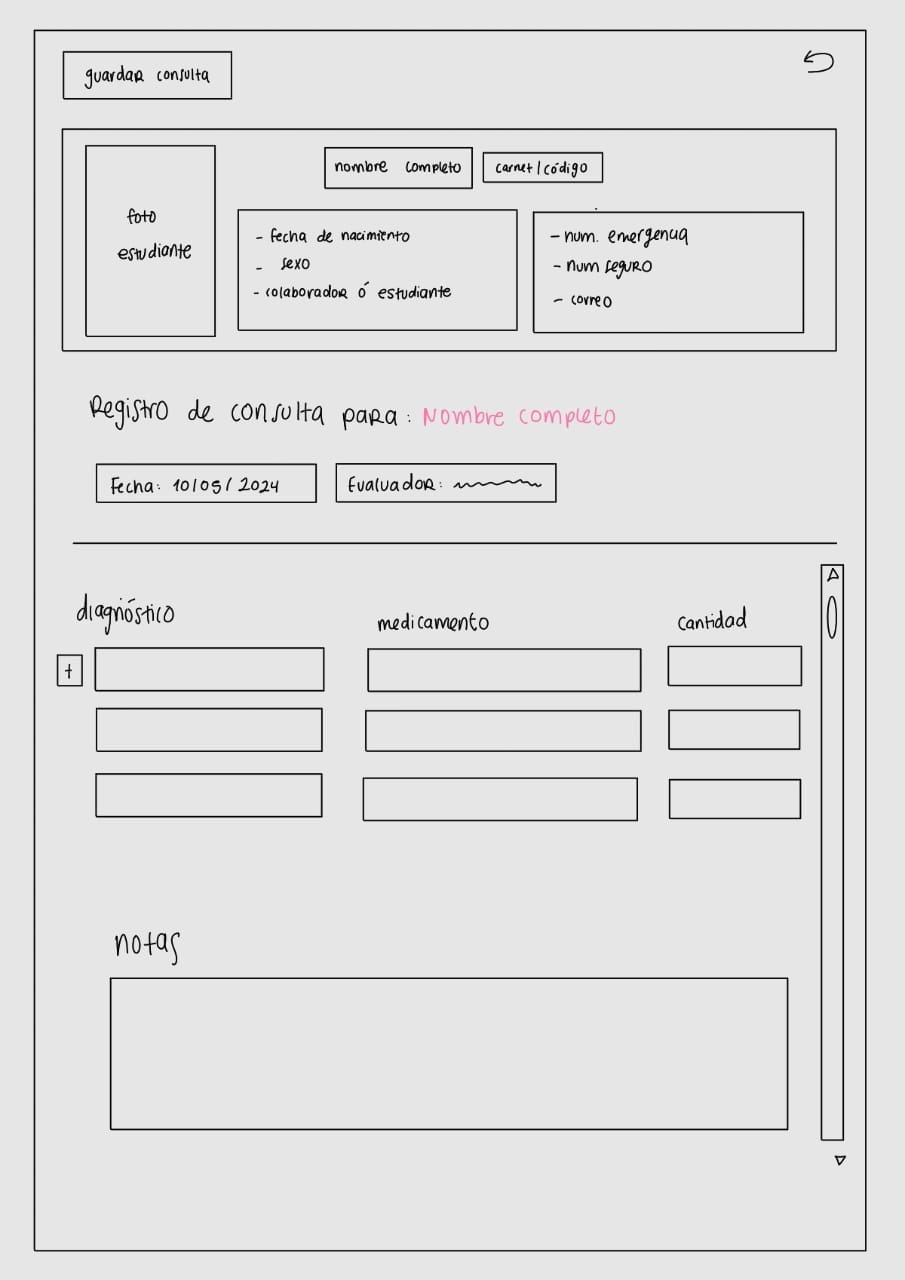 guardar consulta
nombre completo
carnet/código
foto
estudiante
- fecha de nacimiento
- sexo
- colaborador ó estudiante
- num. emergencia
- num seguro
- correo
Registro de consulta para: Nombre completo
Fecha: 10/05/2024
Evaluador:
diagnóstico
medicamento
cantidad
+
notas